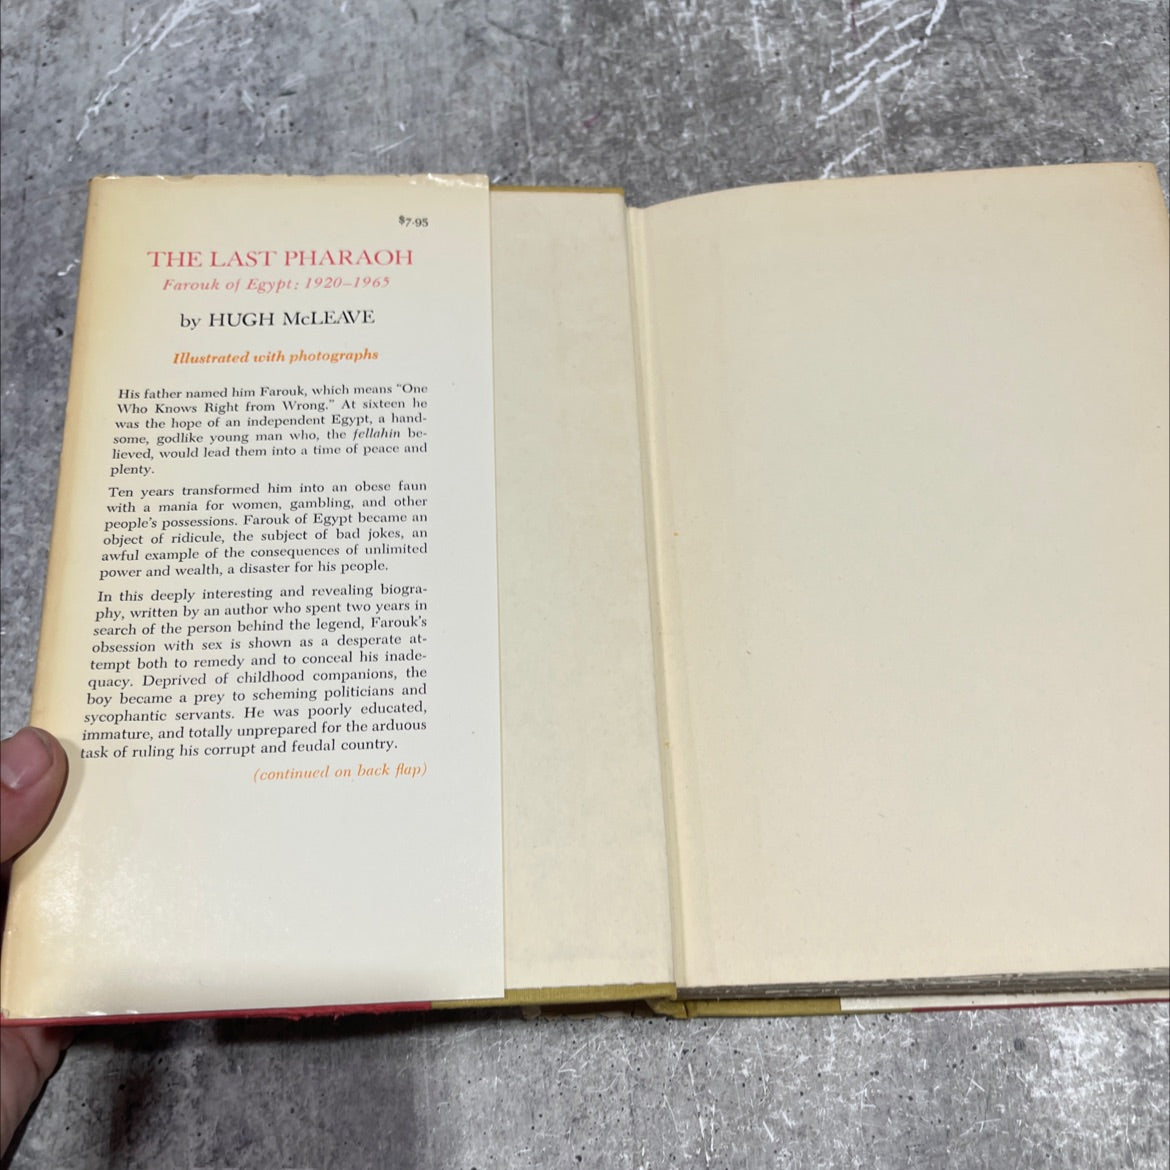 $7.95
THE LAST PHARAOH
Farouk of Egypt: 1920–1965
by HUGH McLEAVE
Illustrated with photographs
His father named him Farouk, which means “One
Who Knows Right from Wrong.” At sixteen he
was the hope of an independent Egypt, a hand-
some, godlike young man who, the fellahin be-
lieved, would lead them into a time of peace and
plenty.
Ten years transformed him into an obese faun
with a mania for women, gambling, and other
people’s possessions. Farouk of Egypt became an
object of ridicule, the subject of bad jokes, an
awful example of the consequences of unlimited
power and wealth, a disaster for his people.
In this deeply interesting and revealing biogra-
phy, written by an author who spent two years in
search of the person behind the legend, Farouk’s
obsession with sex is shown as a desperate at-
tempt both to remedy and to conceal his inade-
quacy. Deprived of childhood companions, the
boy became a prey to scheming politicians and
sycophantic servants. He was poorly educated,
immature, and totally unprepared for the arduous
task of ruling his corrupt and feudal country.
(continued on back flap)